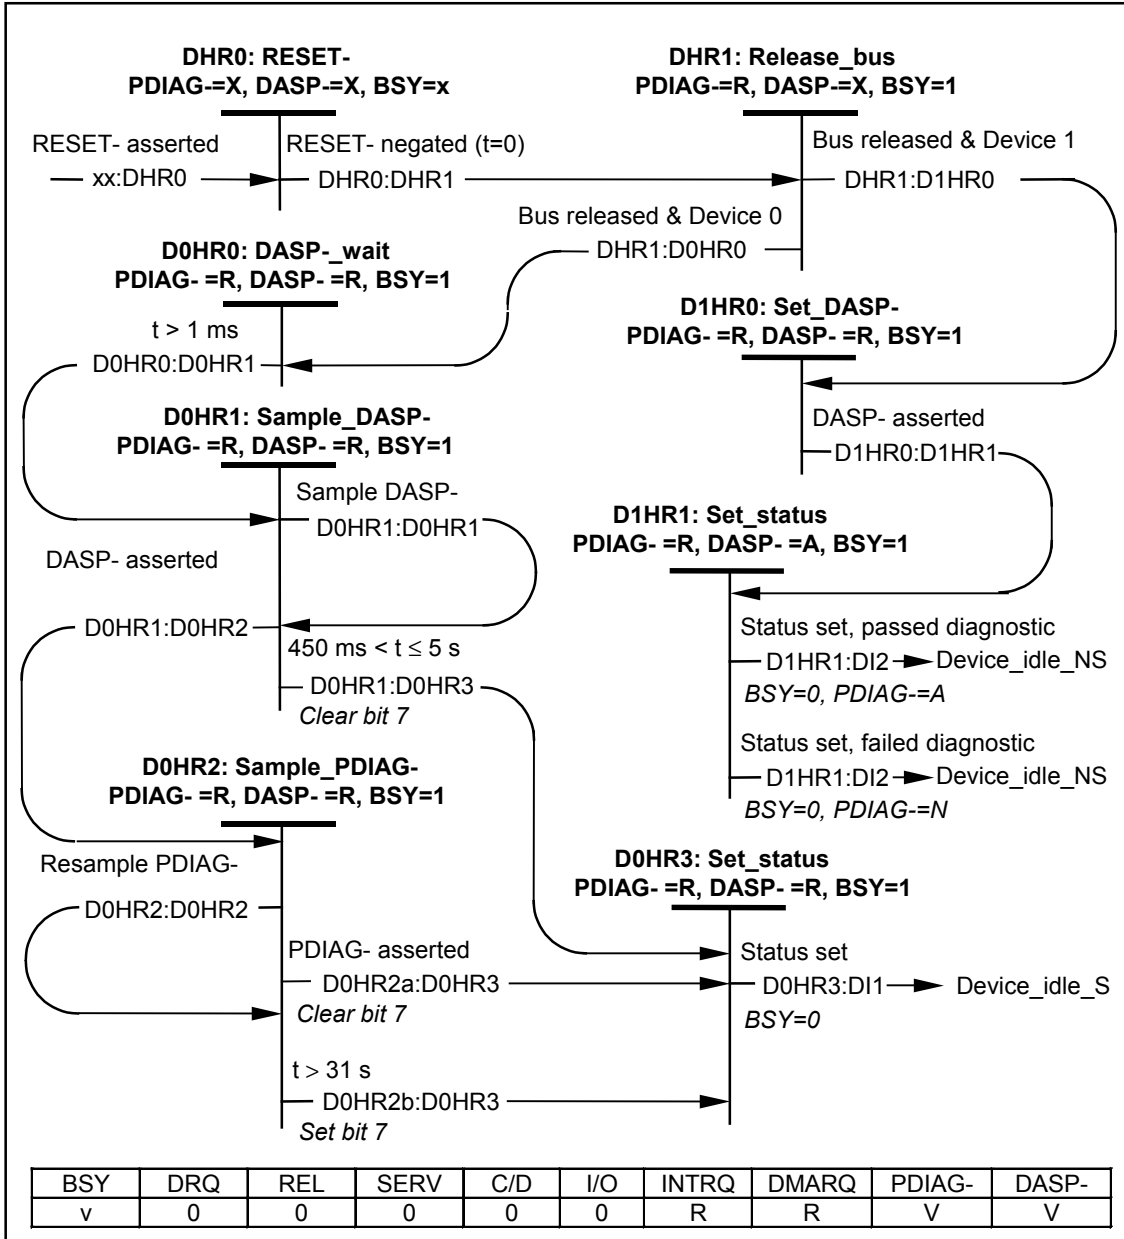 DHR0: RESET-
PDIAG-=X, DASP-=X, BSY=x
RESET- asserted
xx:DHR0
RESET- negated (t=0)
DHR0:DHR1
DHR1: Release_bus
PDIAG-=R, DASP-=X, BSY=1
Bus released & Device 1
DHR1:D1HR0
Bus released & Device 0
DHR1:D0HR0
D0HR0: DASP-_wait
PDIAG- =R, DASP- =R, BSY=1
t > 1 ms
D0HR0:D0HR1
D1HR0: Set_DASP-
PDIAG- =R, DASP- =R, BSY=1
DASP- asserted
D1HR0:D1HR1
D0HR1: Sample_DASP-
PDIAG- =R, DASP- =R, BSY=1
Sample DASP-
D0HR1:D0HR1
DASP- asserted
D0HR1:D0HR2
450 ms < t ≤ 5 s
D0HR1:D0HR3
Clear bit 7
D1HR1: Set_status
PDIAG- =R, DASP- =A, BSY=1
Status set, passed diagnostic
D1HR1:DI2 Device_idle_NS
BSY=0, PDIAG-=A
Status set, failed diagnostic
D1HR1:DI2 Device_idle_NS
BSY=0, PDIAG-=N
D0HR2: Sample_PDIAG-
PDIAG- =R, DASP- =R, BSY=1
Resample PDIAG-
D0HR2:D0HR2
PDIAG- asserted
D0HR2a:D0HR3
Clear bit 7
t > 31 s
D0HR2b:D0HR3
Set bit 7
D0HR3: Set_status
PDIAG- =R, DASP- =R, BSY=1
Status set
D0HR3:DI1 Device_idle_S
BSY=0
BSY DRQ REL SERV C/D I/O INTRQ DMARQ PDIAG- DASP-
v 0 0 0 0 0 R R V V